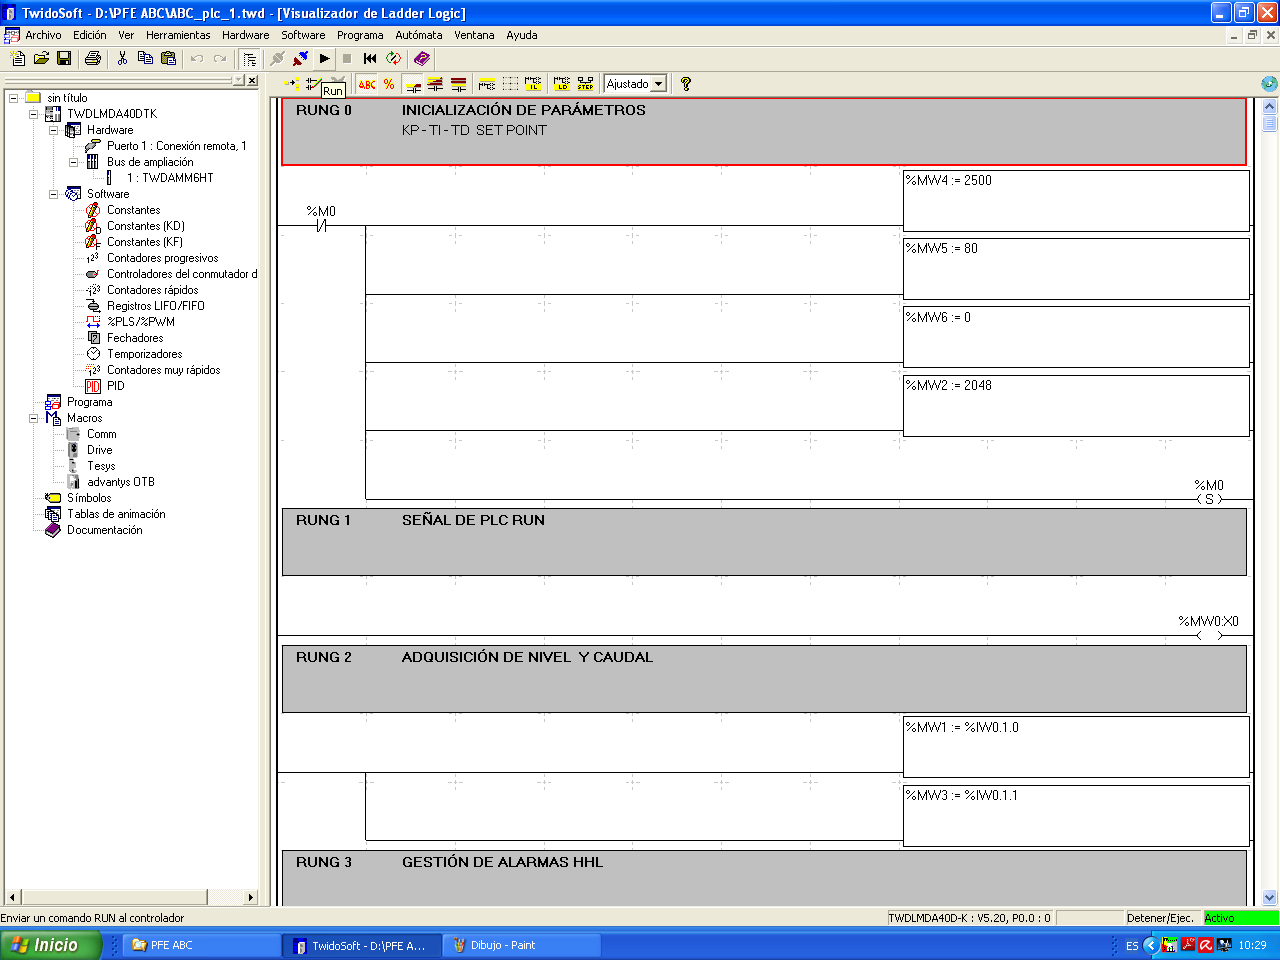 TwidoSoft - D:\PFE ABC\ABC_plc_1.twd - [Visualizador de Ladder Logic]
Archivo Edición Ver Herramientas Hardware Software Programa Autómata Ventana Ayuda
ABC % Ajustado
Run
sin título
TWDLMDA40DTK
Hardware
Puerto 1 : Conexión remota, 1
Bus de ampliación
1 : TWDAMM6HT
Software
Constantes
Constantes (KD)
Constantes (KF)
Contadores progresivos
Controladores del conmutador d
Contadores rápidos
Registros LIFO/FIFO
%PLS/%PWM
Fechadores
Temporizadores
Contadores muy rápidos
PID
Programa
Macros
Comm
Drive
Tesys
advantys OTB
Símbolos
Tablas de animación
Documentación
RUNG 0 INICIALIZACIÓN DE PARÁMETROS
KP - TI - TD SET POINT
%MW4 := 2500
%M0
%MW5 := 80
%MW6 := 0
%MW2 := 2048
%M0
S
RUNG 1 SEÑAL DE PLC RUN
%MW0:X0
RUNG 2 ADQUISICIÓN DE NIVEL Y CAUDAL
%MW1 := %IW0.1.0
%MW3 := %IW0.1.1
RUNG 3 GESTIÓN DE ALARMAS HHL
Enviar un comando RUN al controlador TWDLMDA40D-K : V5.20, P0.0 : 0 Detener/Ejec. Activo
Inicio PFE ABC TwidoSoft - D:\PFE A... Dibujo - Paint ES 10:29